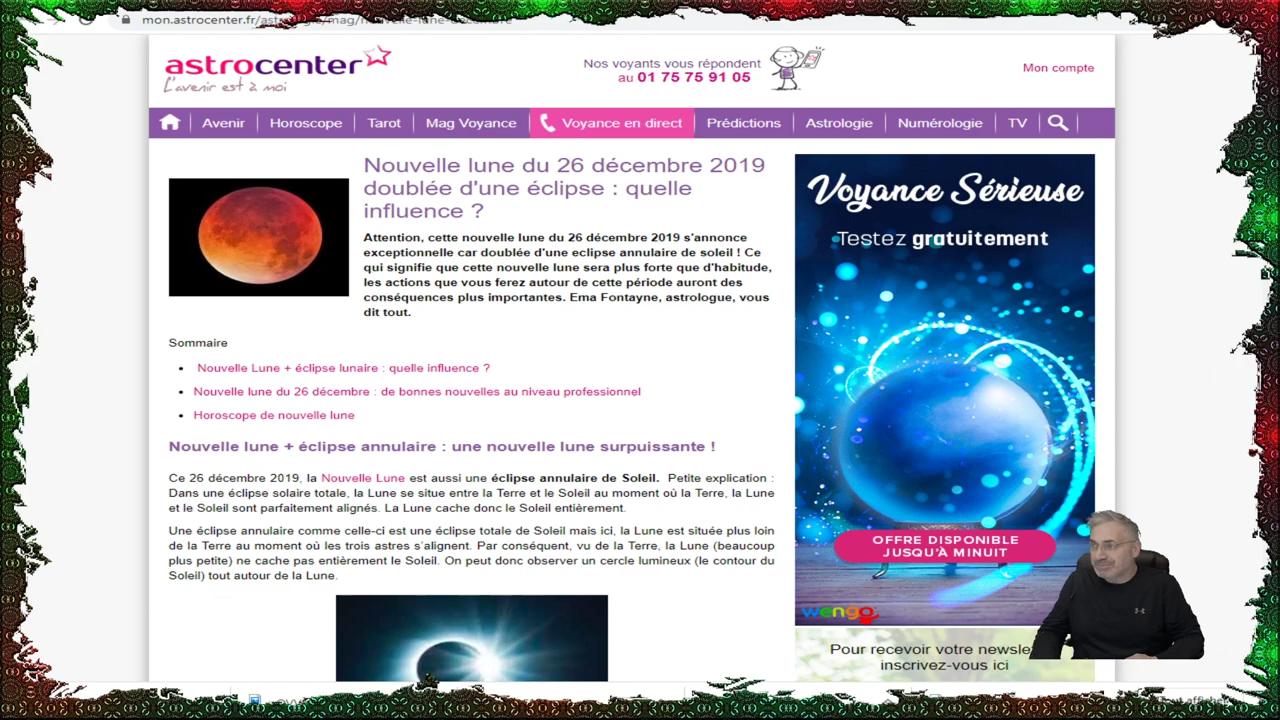 mon.astrocenter.fr/astrologie/mag/nouvelle-lune-decembre
astrocenter
L'avenir est à moi
Nos voyants vous répondent
au 01 75 75 91 05
Mon compte
Avenir
Horoscope
Tarot
Mag Voyance
Voyance en direct
Prédictions
Astrologie
Numérologie
TV
Nouvelle lune du 26 décembre 2019
doublée d'une éclipse : quelle
influence ?
Attention, cette nouvelle lune du 26 décembre 2019 s'annonce
exceptionnelle car doublée d'une eclipse annulaire de soleil ! Ce
qui signifie que cette nouvelle lune sera plus forte que d'habitude,
les actions que vous ferez autour de cette période auront des
conséquences plus importantes. Ema Fontayne, astrologue, vous
dit tout.
Sommaire
Nouvelle Lune + éclipse lunaire : quelle influence ?
Nouvelle lune du 26 décembre : de bonnes nouvelles au niveau professionnel
Horoscope de nouvelle lune
Nouvelle lune + éclipse annulaire : une nouvelle lune surpuissante !
Ce 26 décembre 2019, la Nouvelle Lune est aussi une éclipse annulaire de Soleil. Petite explication :
Dans une éclipse solaire totale, la Lune se situe entre la Terre et le Soleil au moment où la Terre, la Lune
et le Soleil sont parfaitement alignés. La Lune cache donc le Soleil entièrement.
Une éclipse annulaire comme celle-ci est une éclipse totale de Soleil mais ici, la Lune est située plus loin
de la Terre au moment où les trois astres s'alignent. Par conséquent, vu de la Terre, la Lune (beaucoup
plus petite) ne cache pas entièrement le Soleil. On peut donc observer un cercle lumineux (le contour du
Soleil) tout autour de la Lune.
Voyance Sérieuse
Testez gratuitement
OFFRE DISPONIBLE
JUSQU'À MINUIT
wengo
Pour recevoir votre newsle
inscrivez-vous ici